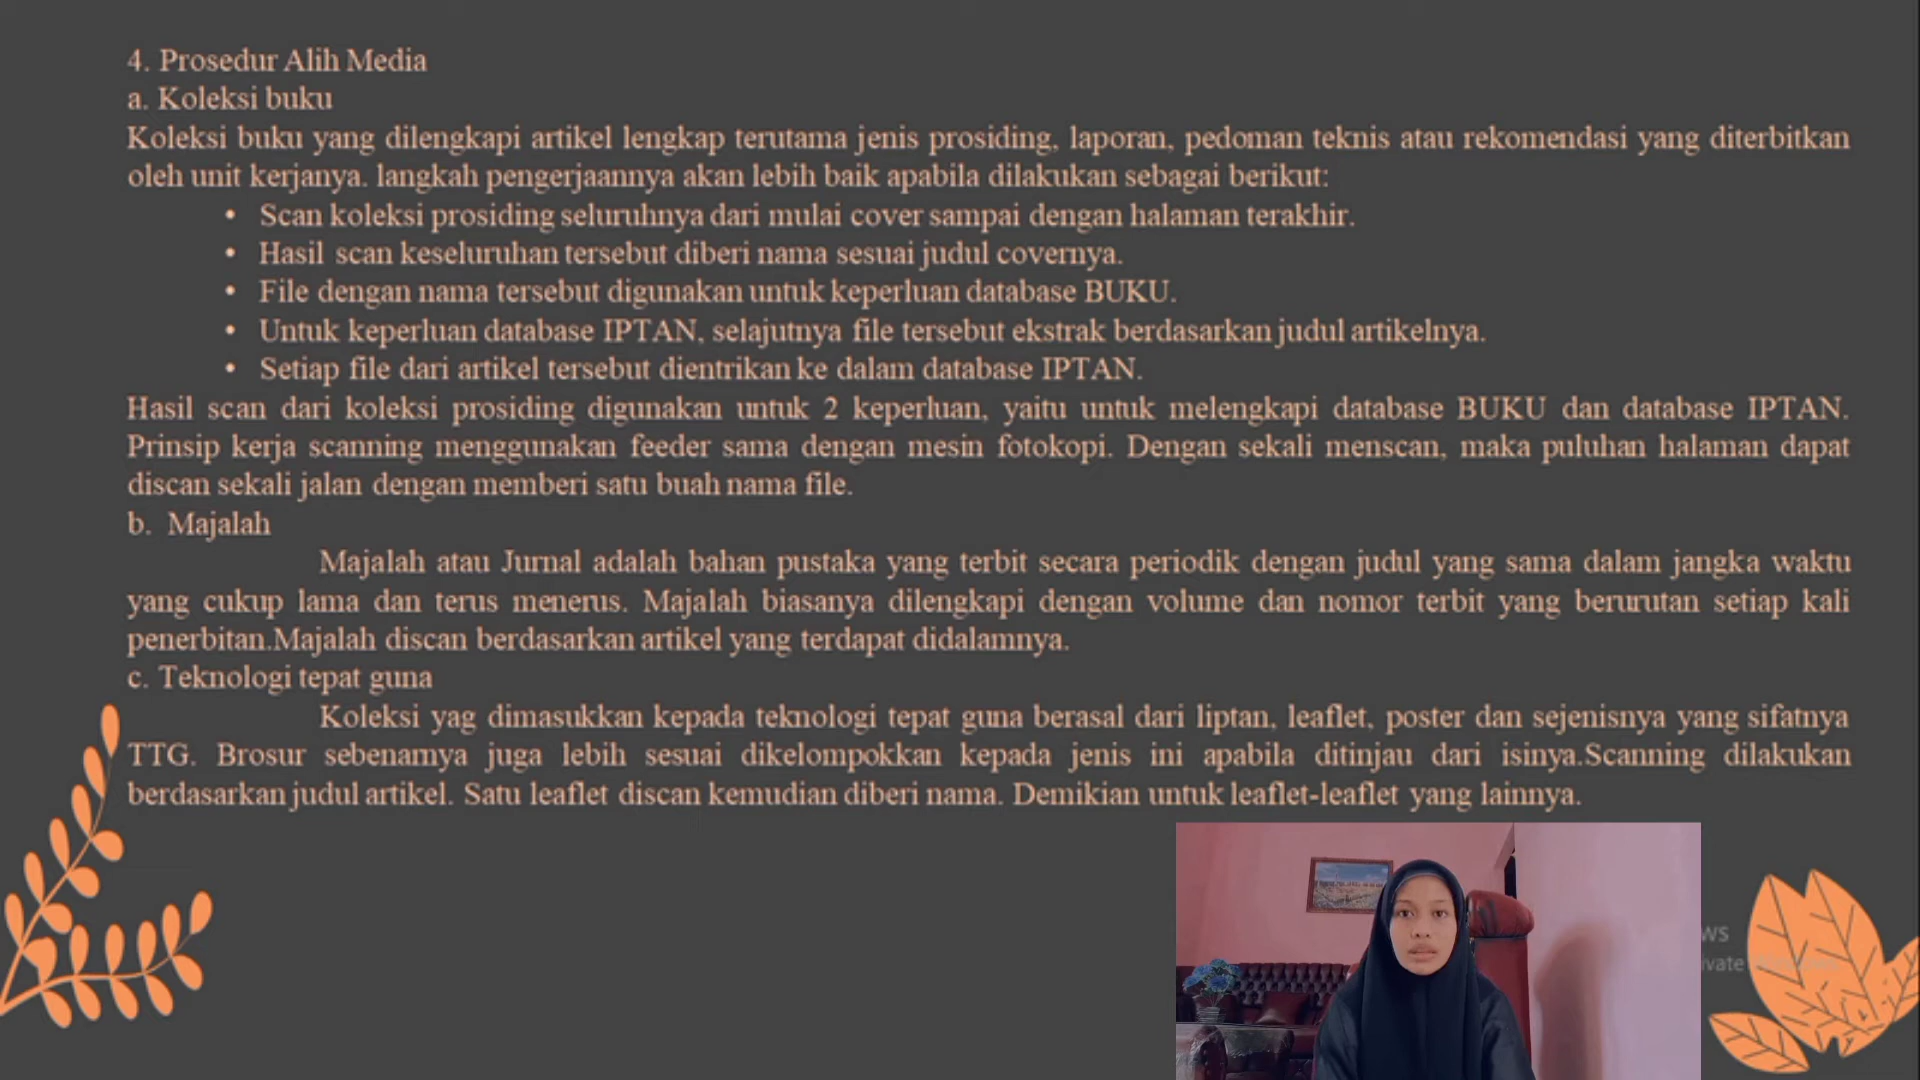 4. Prosedur Alih Media
a. Koleksi buku
Koleksi buku yang dilengkapi artikel lengkap terutama jenis prosiding, laporan, pedoman teknis atau rekomendasi yang diterbitkan
oleh unit kerjanya. langkah pengerjaannya akan lebih baik apabila dilakukan sebagai berikut:
• Scan koleksi prosiding seluruhnya dari mulai cover sampai dengan halaman terakhir.
• Hasil scan keseluruhan tersebut diberi nama sesuai judul covernya.
• File dengan nama tersebut digunakan untuk keperluan database BUKU.
• Untuk keperluan database IPTAN, selajutnya file tersebut ekstrak berdasarkan judul artikelnya.
• Setiap file dari artikel tersebut dientrikan ke dalam database IPTAN.
Hasil scan dari koleksi prosiding digunakan untuk 2 keperluan, yaitu untuk melengkapi database BUKU dan database IPTAN.
Prinsip kerja scanning menggunakan feeder sama dengan mesin fotokopi. Dengan sekali menscan, maka puluhan halaman dapat
discan sekali jalan dengan memberi satu buah nama file.
b. Majalah
Majalah atau Jurnal adalah bahan pustaka yang terbit secara periodik dengan judul yang sama dalam jangka waktu
yang cukup lama dan terus menerus. Majalah biasanya dilengkapi dengan volume dan nomor terbit yang berurutan setiap kali
penerbitan.Majalah discan berdasarkan artikel yang terdapat didalamnya.
c. Teknologi tepat guna
Koleksi yag dimasukkan kepada teknologi tepat guna berasal dari liptan, leaflet, poster dan sejenisnya yang sifatnya
TTG. Brosur sebenarnya juga lebih sesuai dikelompokkan kepada jenis ini apabila ditinjau dari isinya.Scanning dilakukan
berdasarkan judul artikel. Satu leaflet discan kemudian diberi nama. Demikian untuk leaflet-leaflet yang lainnya.
ws
ivate